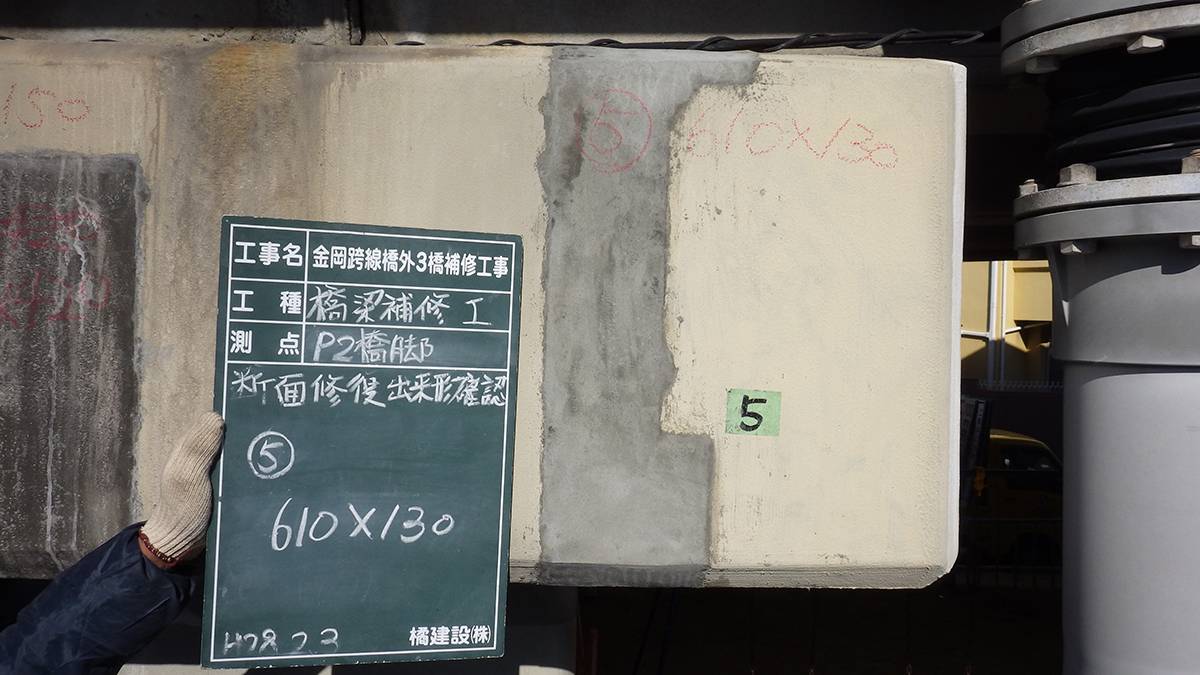 150
⑤ 610×130
工事名 金岡跨線橋外3橋補修工事
工種 橋梁補修工
測点 P2橋脚
断面修復出来形確認
⑤
610×130
H28.2.3
橘建設(株)
5